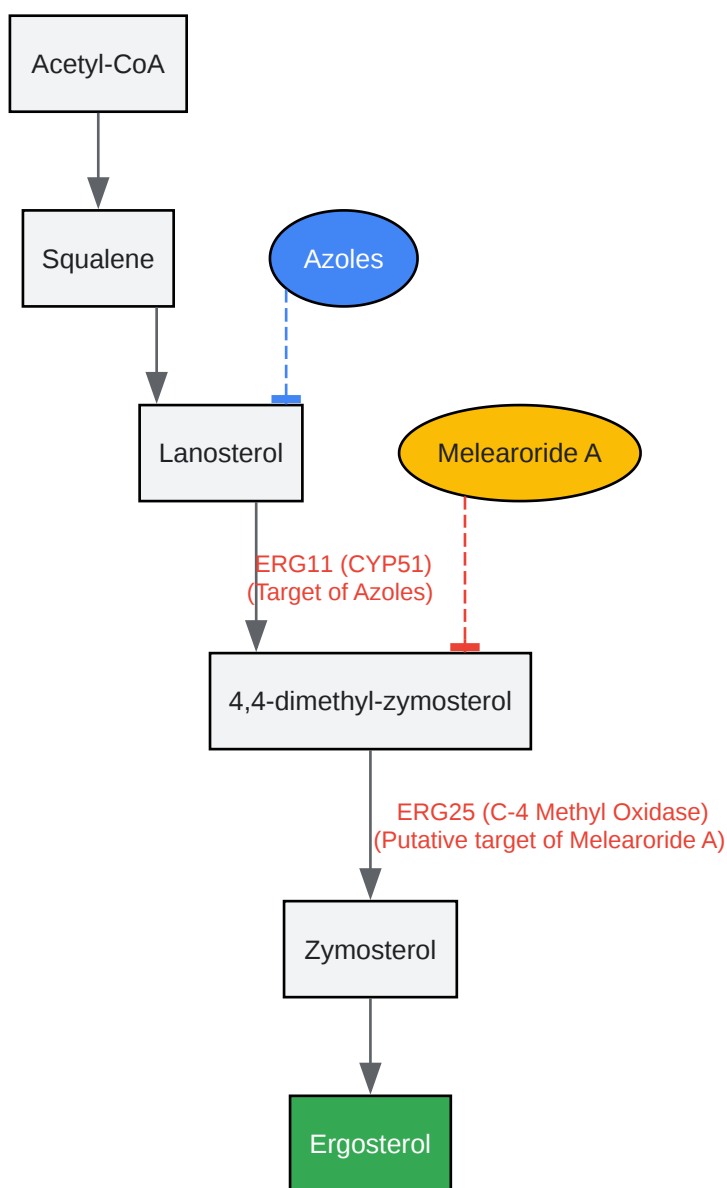 Acetyl-CoA
Squalene
Azoles
Lanosterol
Melearoride A
ERG11 (CYP51)
(Target of Azoles)
4,4-dimethyl-zymosterol
ERG25 (C-4 Methyl Oxidase)
(Putative target of Melearoride A)
Zymosterol
Ergosterol